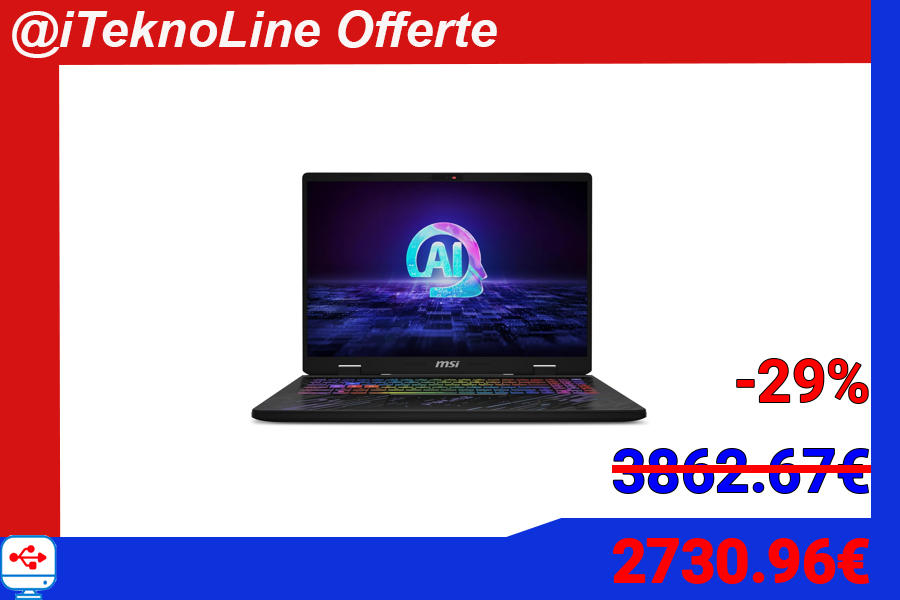 @iTeknoLine Offerte
AI
msi
-29%
3862.67€
2730.96€